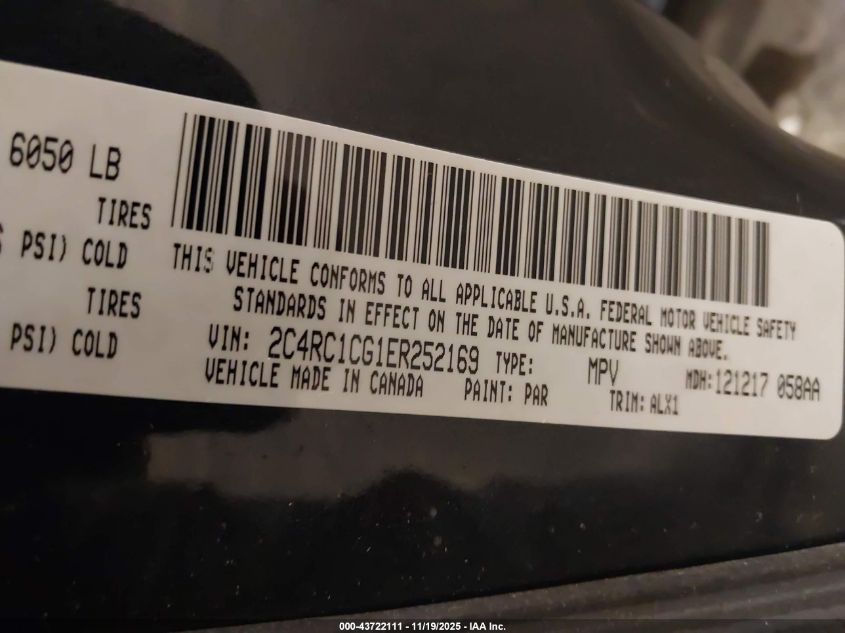 6050 LB
TIRES
PSI) COLD
TIRES
PSI) COLD
THIS VEHICLE CONFORMS TO ALL APPLICABLE U.S.A. FEDERAL MOTOR VEHICLE SAFETY
STANDARDS IN EFFECT ON THE DATE OF MANUFACTURE SHOWN ABOVE.
VIN: 2C4RC1CG1ER252169 TYPE: MPV MDH:121217 058AA
VEHICLE MADE IN CANADA PAINT: PAR TRIM: ALX1
000-43722111 - 11/19/2025 - IAA Inc.